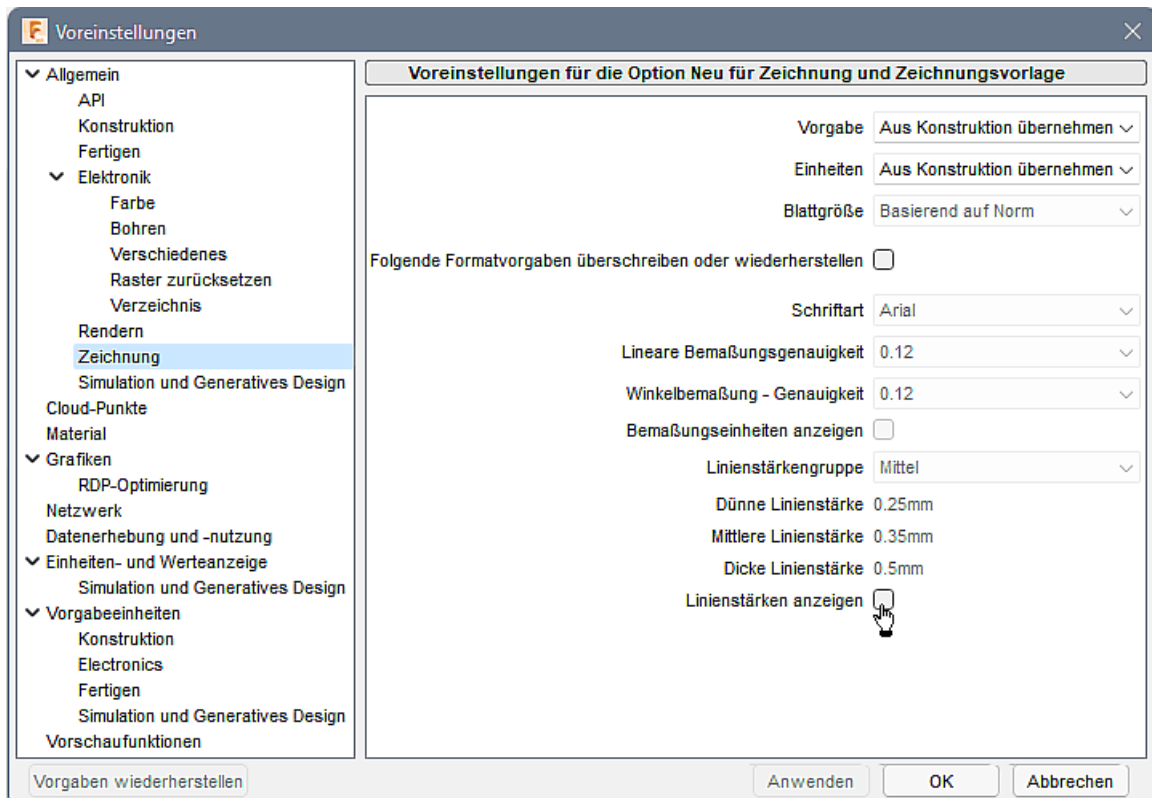 Voreinstellungen
Allgemein
API
Konstruktion
Fertigen
Elektronik
Farbe
Bohren
Verschiedenes
Raster zurücksetzen
Verzeichnis
Rendern
Zeichnung
Simulation und Generatives Design
Cloud-Punkte
Material
Grafiken
RDP-Optimierung
Netzwerk
Datenerhebung und -nutzung
Einheiten- und Werteanzeige
Simulation und Generatives Design
Vorgabeeinheiten
Konstruktion
Electronics
Fertigen
Simulation und Generatives Design
Vorschaufunktionen
Voreinstellungen für die Option Neu für Zeichnung und Zeichnungsvorlage
Vorgabe Aus Konstruktion übernehmen
Einheiten Aus Konstruktion übernehmen
Blattgröße Basierend auf Norm
Folgende Formatvorgaben überschreiben oder wiederherstellen
Schriftart Arial
Lineare Bemaßungsgenauigkeit 0.12
Winkelbemaßung - Genauigkeit 0.12
Bemaßungseinheiten anzeigen
Linienstärkengruppe Mittel
Dünne Linienstärke 0.25mm
Mittlere Linienstärke 0.35mm
Dicke Linienstärke 0.5mm
Linienstärken anzeigen
Vorgaben wiederherstellen Anwenden OK Abbrechen